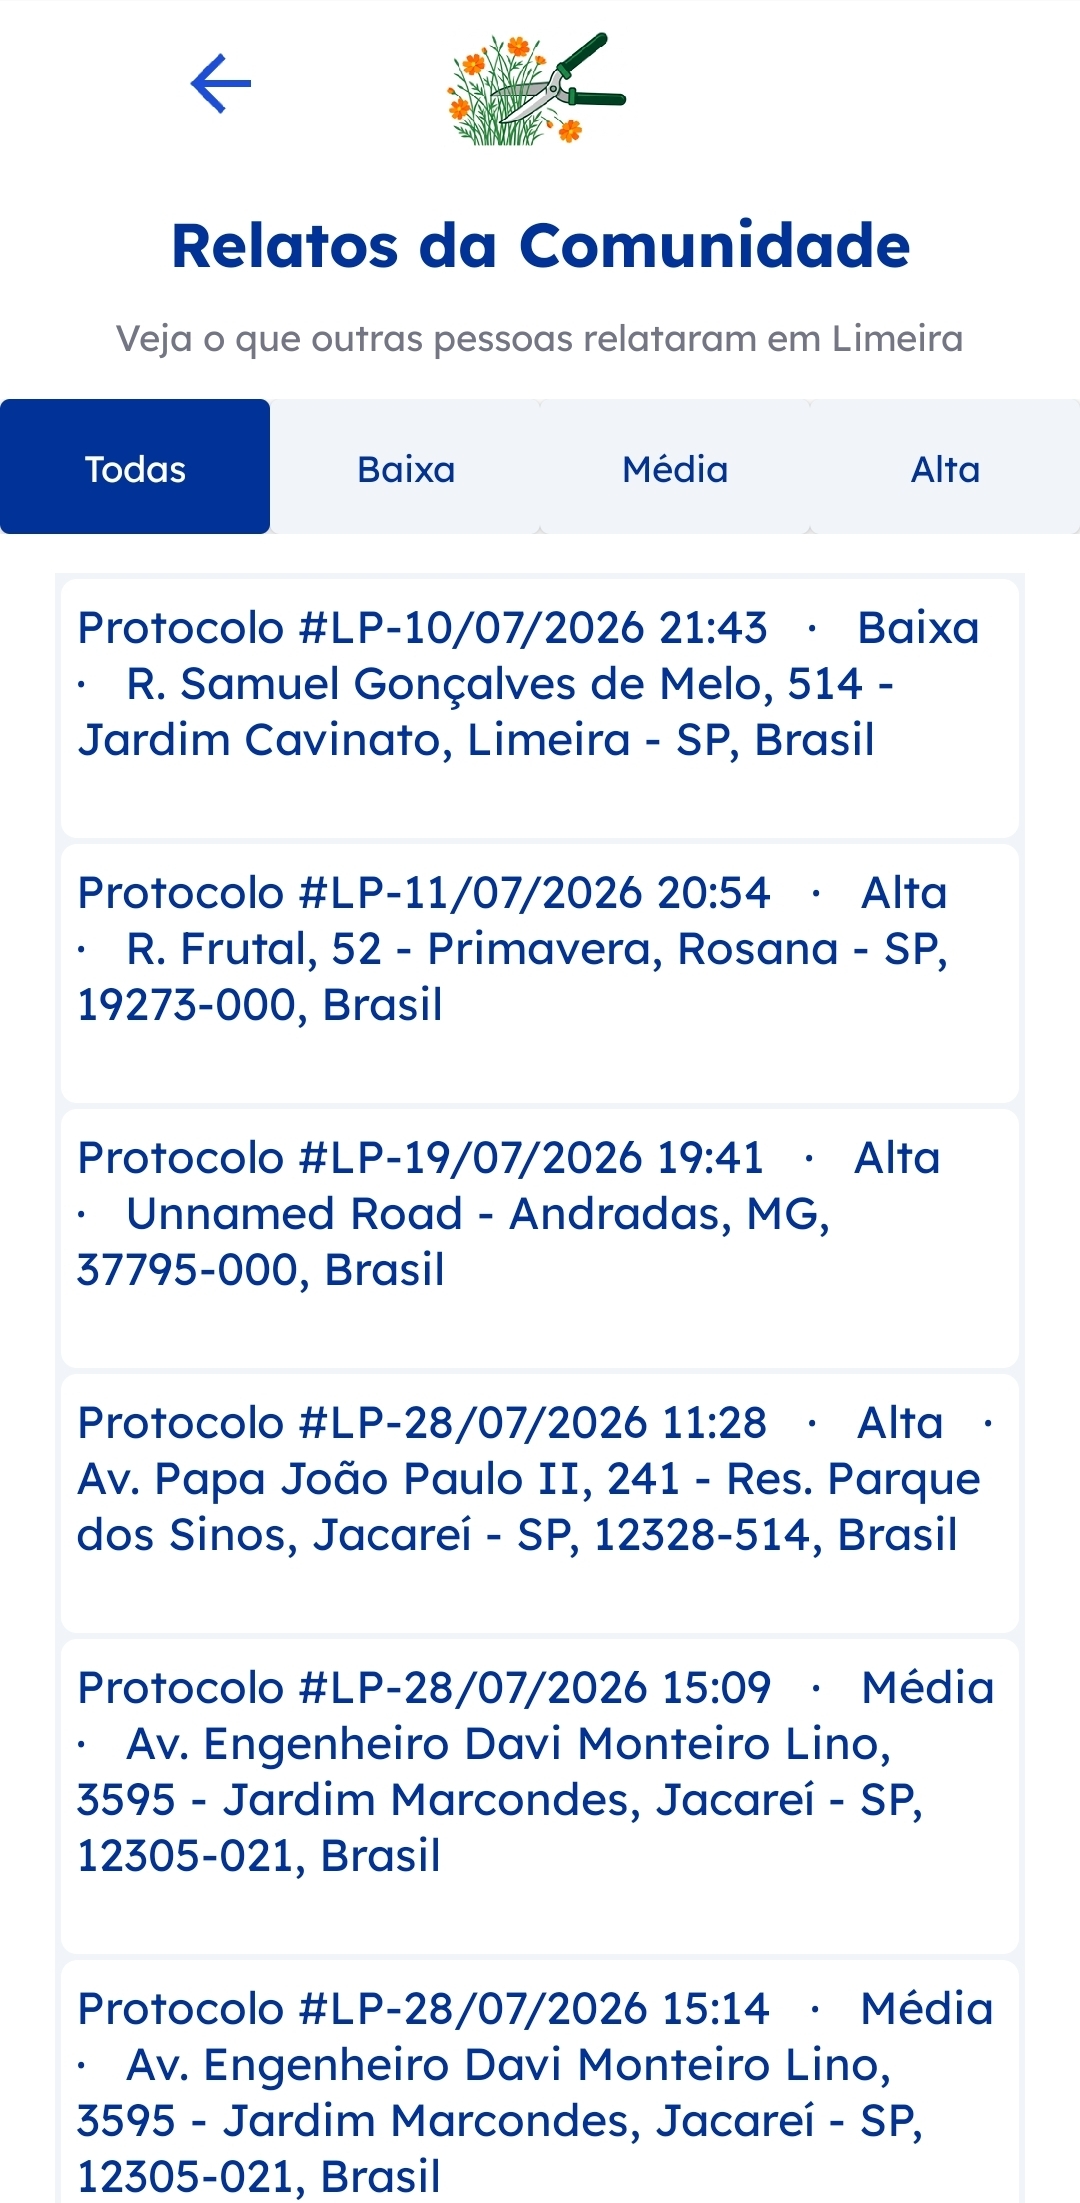 Relatos da Comunidade
Veja o que outras pessoas relataram em Limeira
Todas
Baixa
Média
Alta
Protocolo #LP-10/07/2026 21:43 · Baixa
· R. Samuel Gonçalves de Melo, 514 -
Jardim Cavinato, Limeira - SP, Brasil
Protocolo #LP-11/07/2026 20:54 · Alta
· R. Frutal, 52 - Primavera, Rosana - SP,
19273-000, Brasil
Protocolo #LP-19/07/2026 19:41 · Alta
· Unnamed Road - Andradas, MG,
37795-000, Brasil
Protocolo #LP-28/07/2026 11:28 · Alta ·
Av. Papa João Paulo II, 241 - Res. Parque
dos Sinos, Jacareí - SP, 12328-514, Brasil
Protocolo #LP-28/07/2026 15:09 · Média
· Av. Engenheiro Davi Monteiro Lino,
3595 - Jardim Marcondes, Jacareí - SP,
12305-021, Brasil
Protocolo #LP-28/07/2026 15:14 · Média
· Av. Engenheiro Davi Monteiro Lino,
3595 - Jardim Marcondes, Jacareí - SP,
12305-021, Brasil